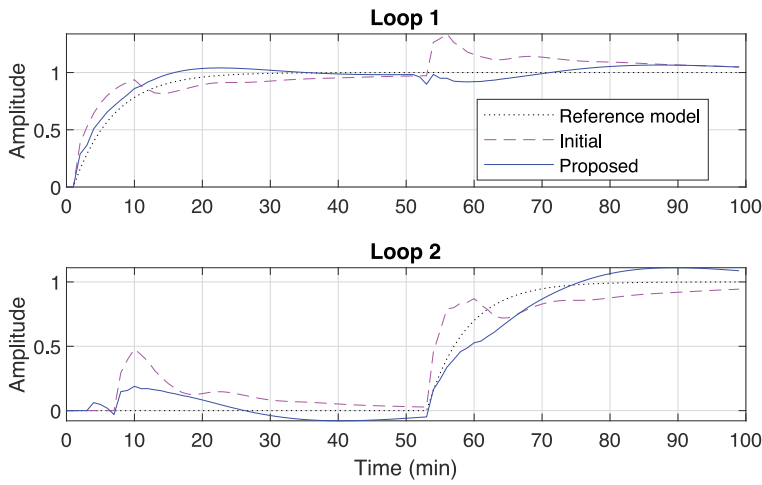 Loop 1
Amplitude
1
0.5
0
Reference model
Initial
Proposed
0 10 20 30 40 50 60 70 80 90 100
Loop 2
Amplitude
1
0.5
0
0 10 20 30 40 50 60 70 80 90 100
Time (min)